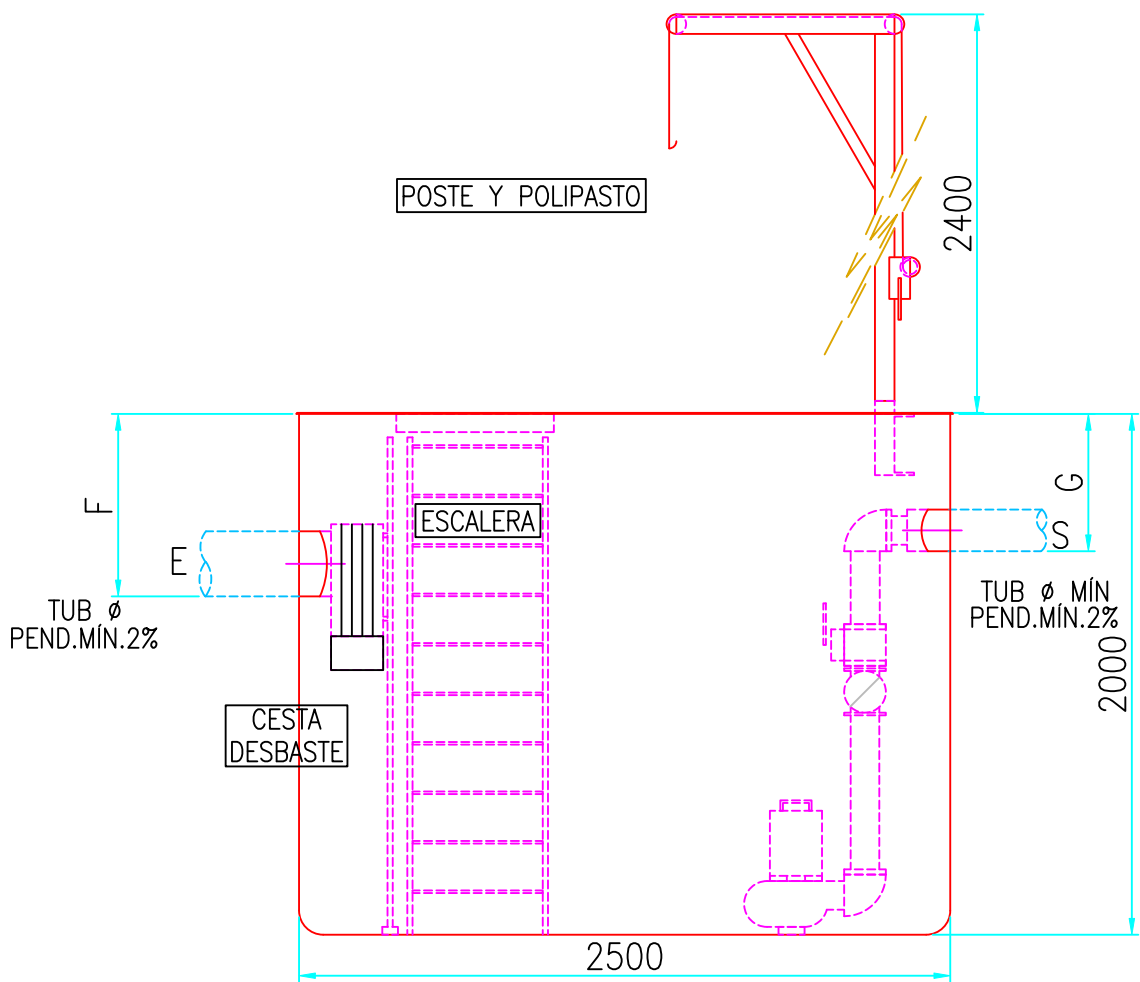 POSTE Y POLIPASTO
2400
F
ESCALERA
G
E
S
TUB ø
PEND.MÍN.2%
TUB ø MÍN
PEND.MÍN.2%
2000
CESTA
DESBASTE
2500